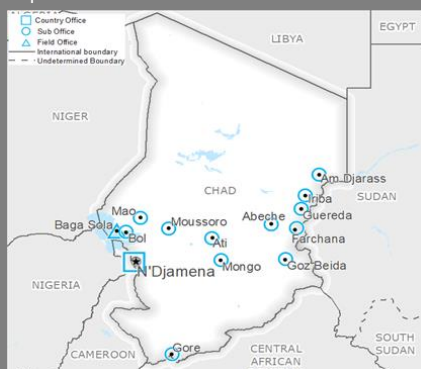 Country Office
Sub Office
Field Office
International boundary
Undetermined Boundary
LIBYA
EGYPT
NIGER
CHAD
SUDAN
Am Djarass
Iriba
Guereda
Mao
Moussoro
Abeche
Baga Sola
Bol
Ati
Farchana
N'Djamena
Mongo
Goz Beida
NIGERIA
Gore
CAMEROON
CENTRAL
AFRICAN
SOUTH
SUDAN